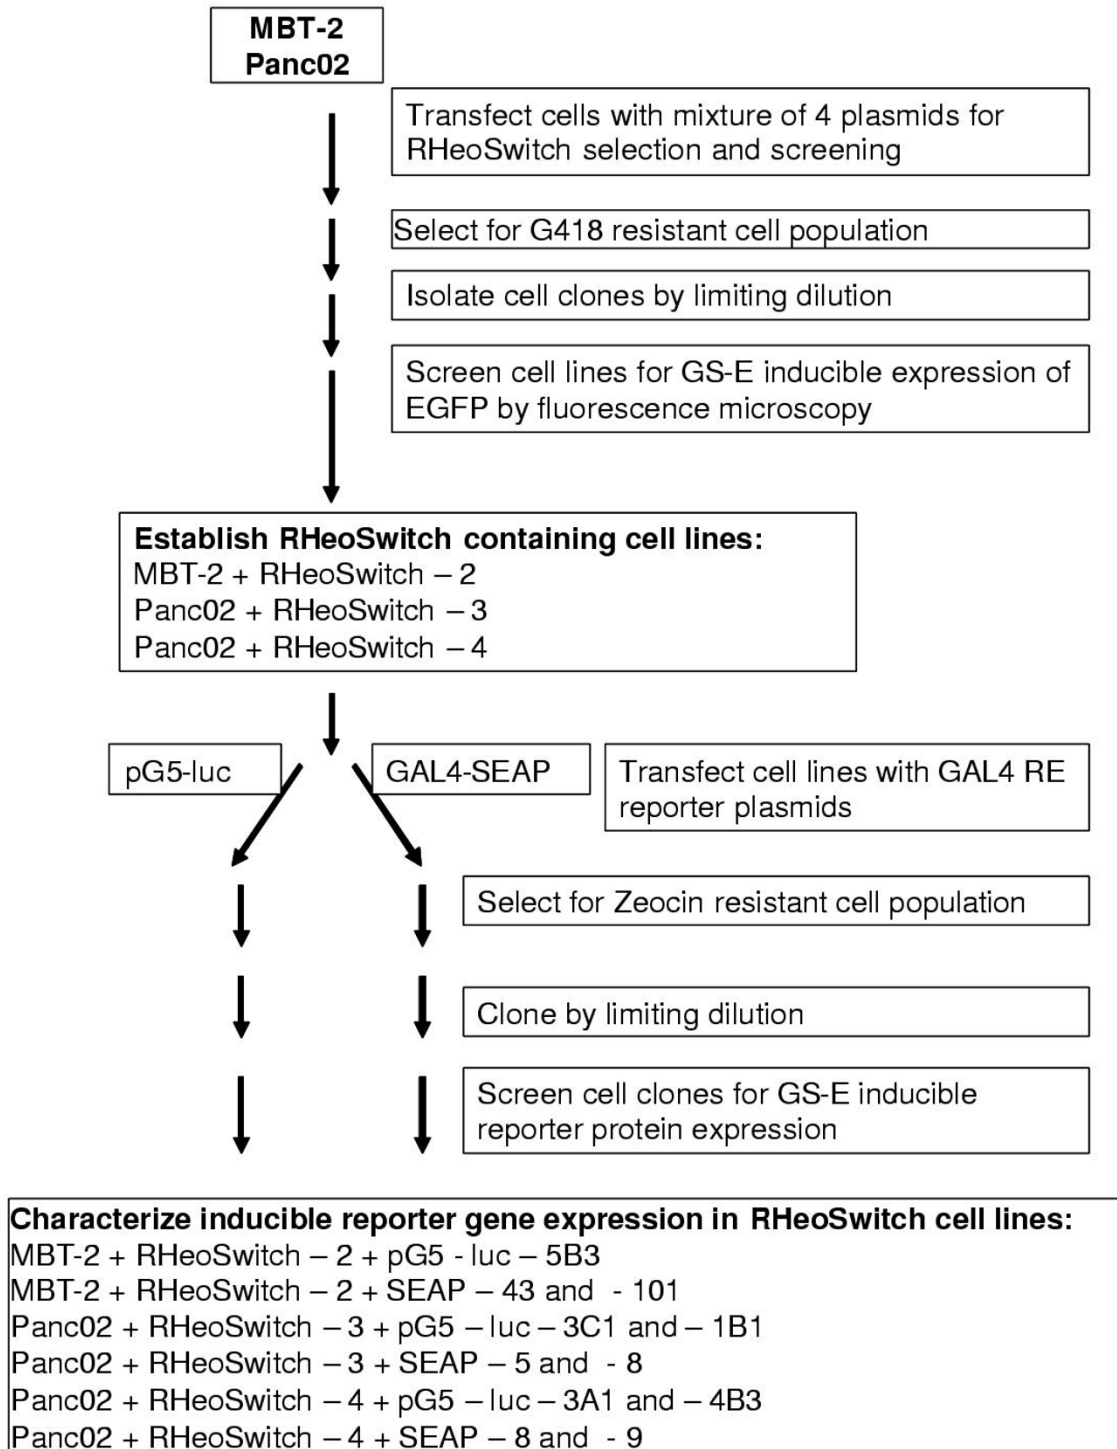 MBT-2
Panc02
Transfect cells with mixture of 4 plasmids for
RHeoSwitch selection and screening
Select for G418 resistant cell population
Isolate cell clones by limiting dilution
Screen cell lines for GS-E inducible expression of
EGFP by fluorescence microscopy
Establish RHeoSwitch containing cell lines:
MBT-2 + RHeoSwitch – 2
Panc02 + RHeoSwitch – 3
Panc02 + RHeoSwitch – 4
pG5-luc
GAL4-SEAP
Transfect cell lines with GAL4 RE
reporter plasmids
Select for Zeocin resistant cell population
Clone by limiting dilution
Screen cell clones for GS-E inducible
reporter protein expression
Characterize inducible reporter gene expression in RHeoSwitch cell lines:
MBT-2 + RHeoSwitch – 2 + pG5 - luc – 5B3
MBT-2 + RHeoSwitch – 2 + SEAP – 43 and - 101
Panc02 + RHeoSwitch – 3 + pG5 – luc – 3C1 and – 1B1
Panc02 + RHeoSwitch – 3 + SEAP – 5 and - 8
Panc02 + RHeoSwitch – 4 + pG5 – luc – 3A1 and – 4B3
Panc02 + RHeoSwitch – 4 + SEAP – 8 and - 9